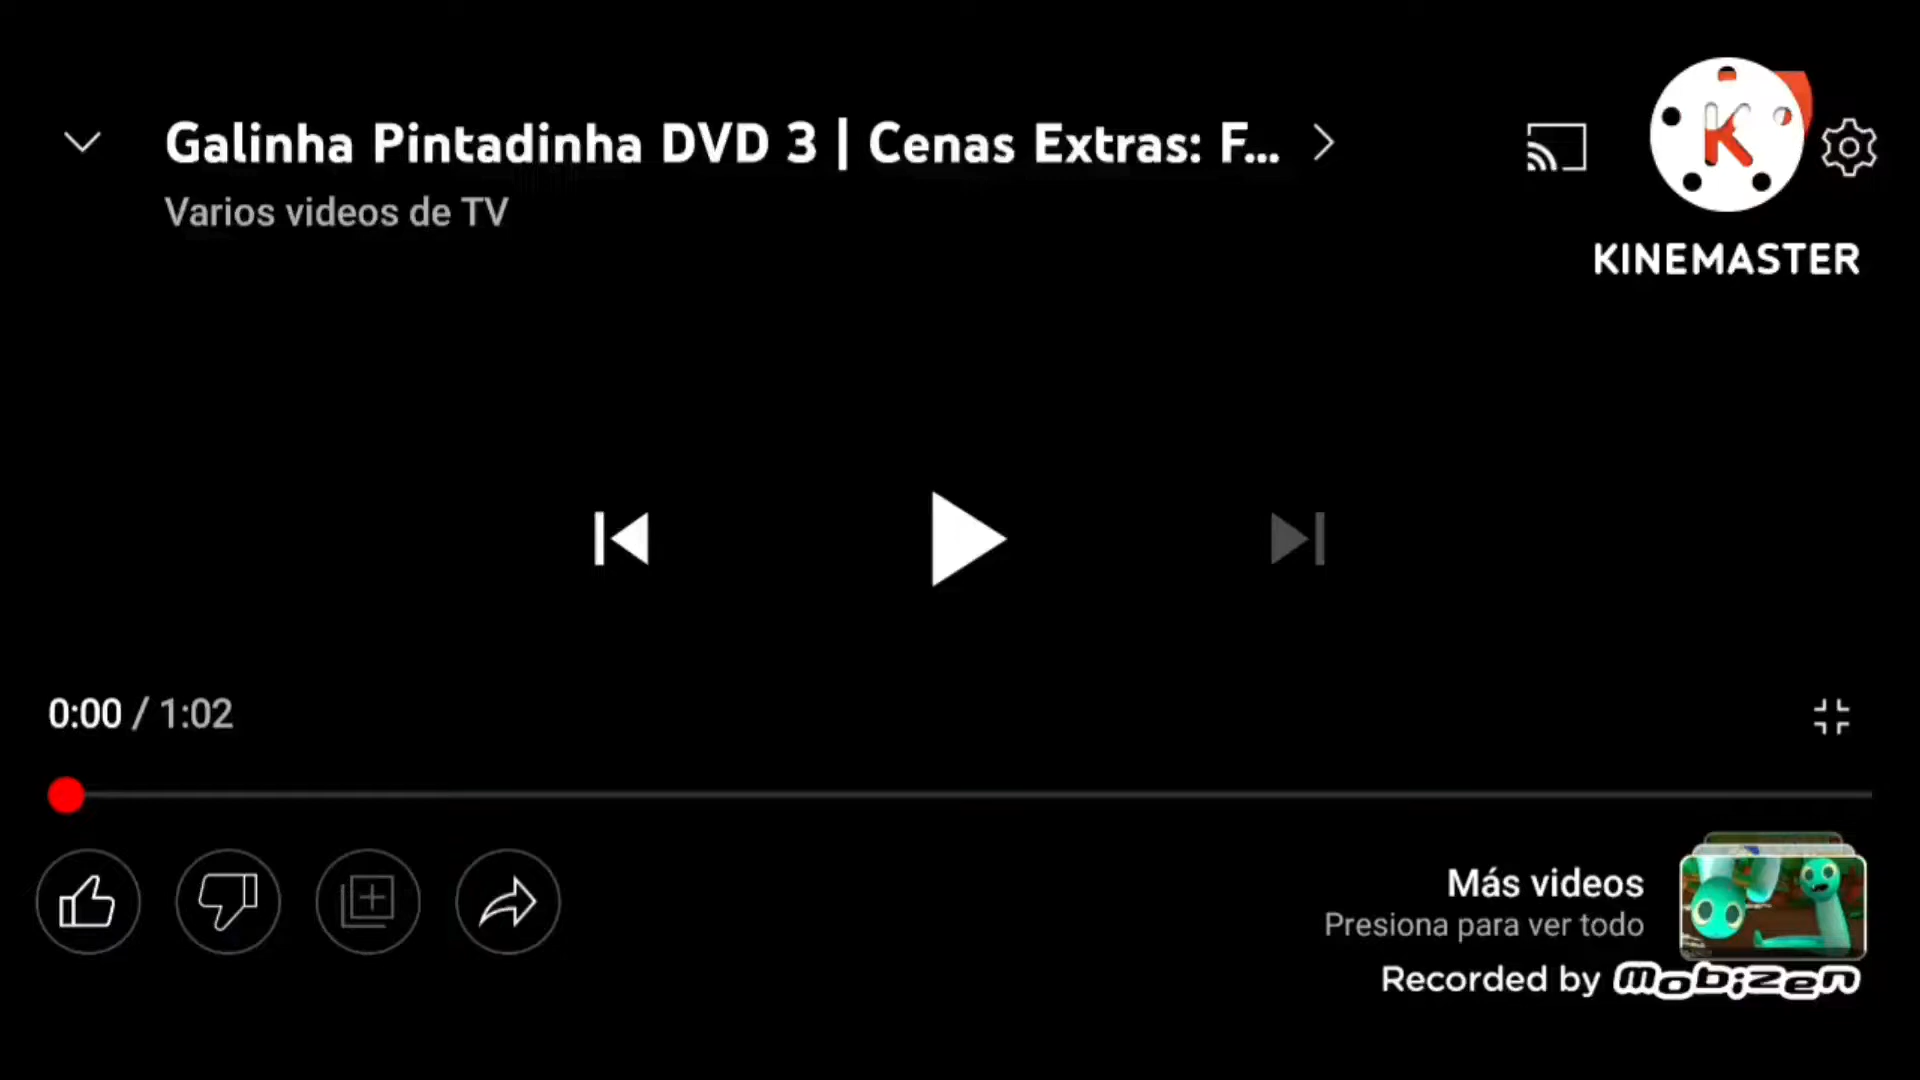 Galinha Pintadinha DVD 3 | Cenas Extras: F...
Varios videos de TV
K
KINEMASTER
0:00 / 1:02
Más videos
Presiona para ver todo
Recorded by mobizen